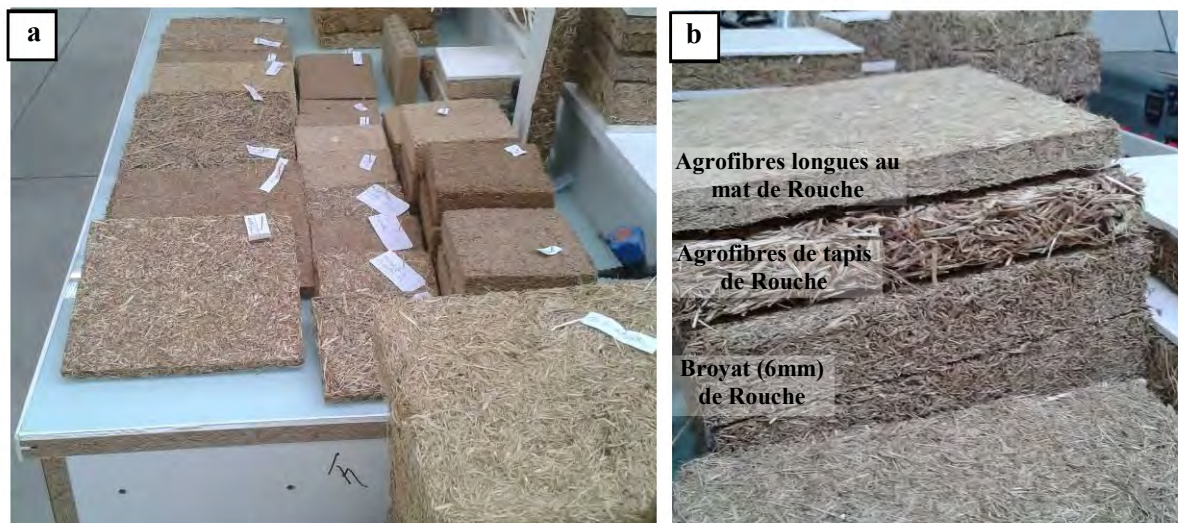 a
b
Agrofibres longues au
mat de Rouche
Agrofibres de tapis
de Rouche
Broyat (6mm)
de Rouche